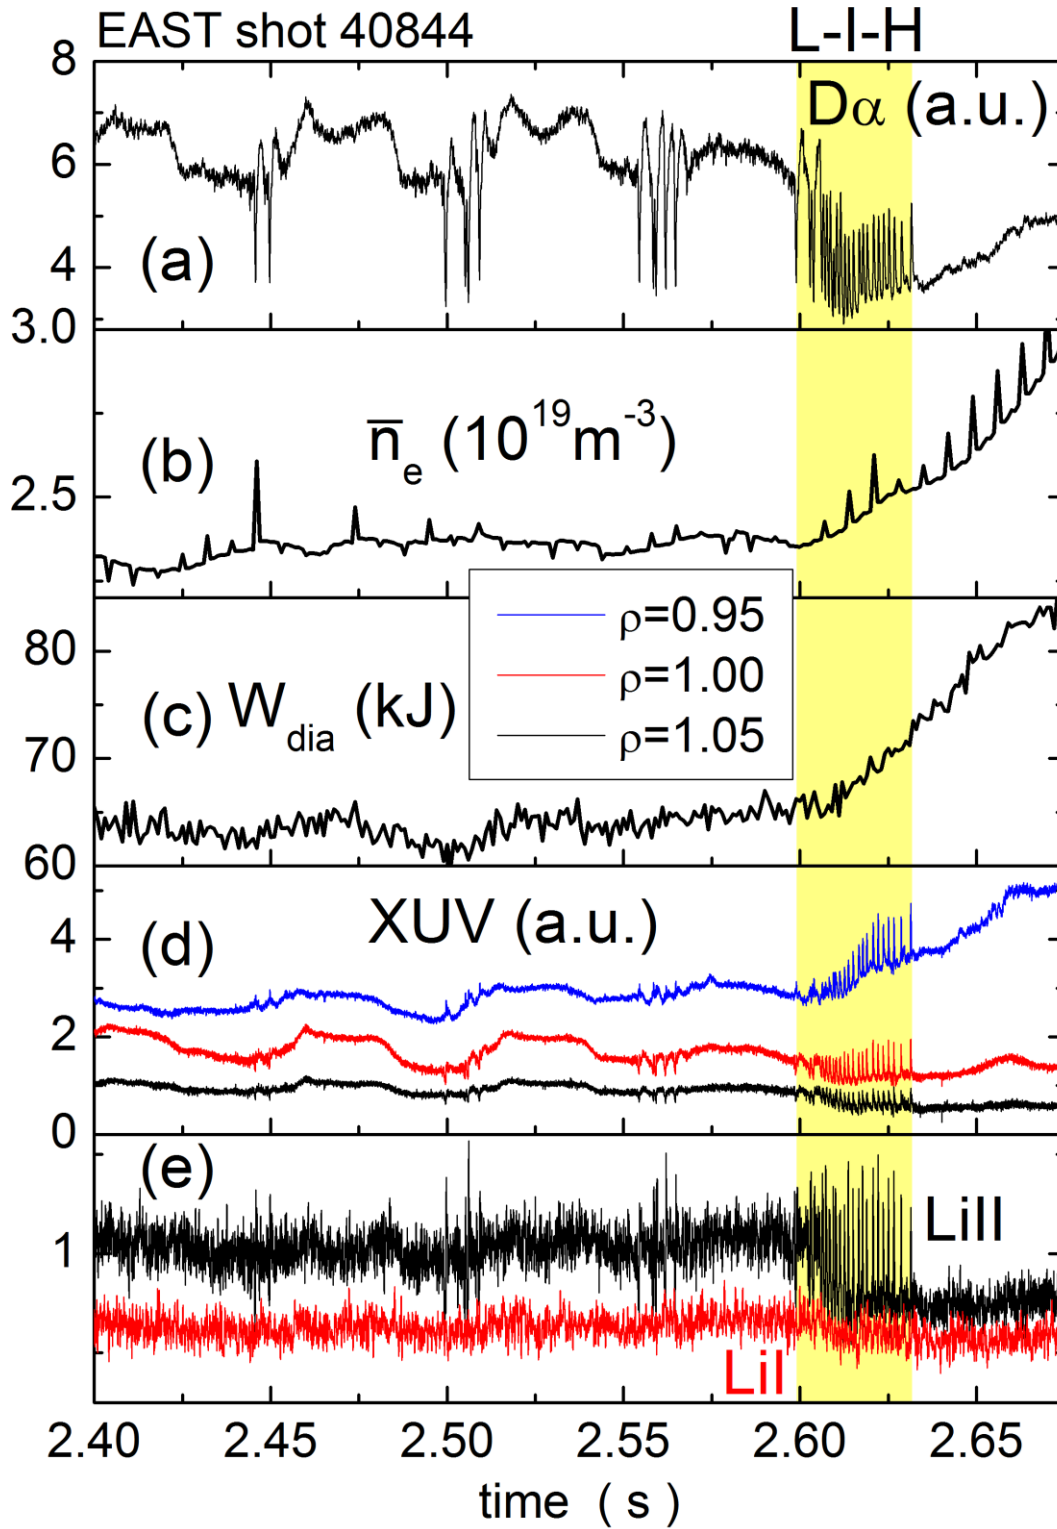 EAST shot 40844
L-I-H
8
Dα (a.u.)
6
(a)
4
3.0
n̅e (10¹⁹m⁻³)
(b)
2.5
ρ=0.95
ρ=1.00
ρ=1.05
80
(c) Wdia (kJ)
70
60
XUV (a.u.)
(d)
4
2
0
(e)
LiII
1
LiI
2.40 2.45 2.50 2.55 2.60 2.65
time ( s )